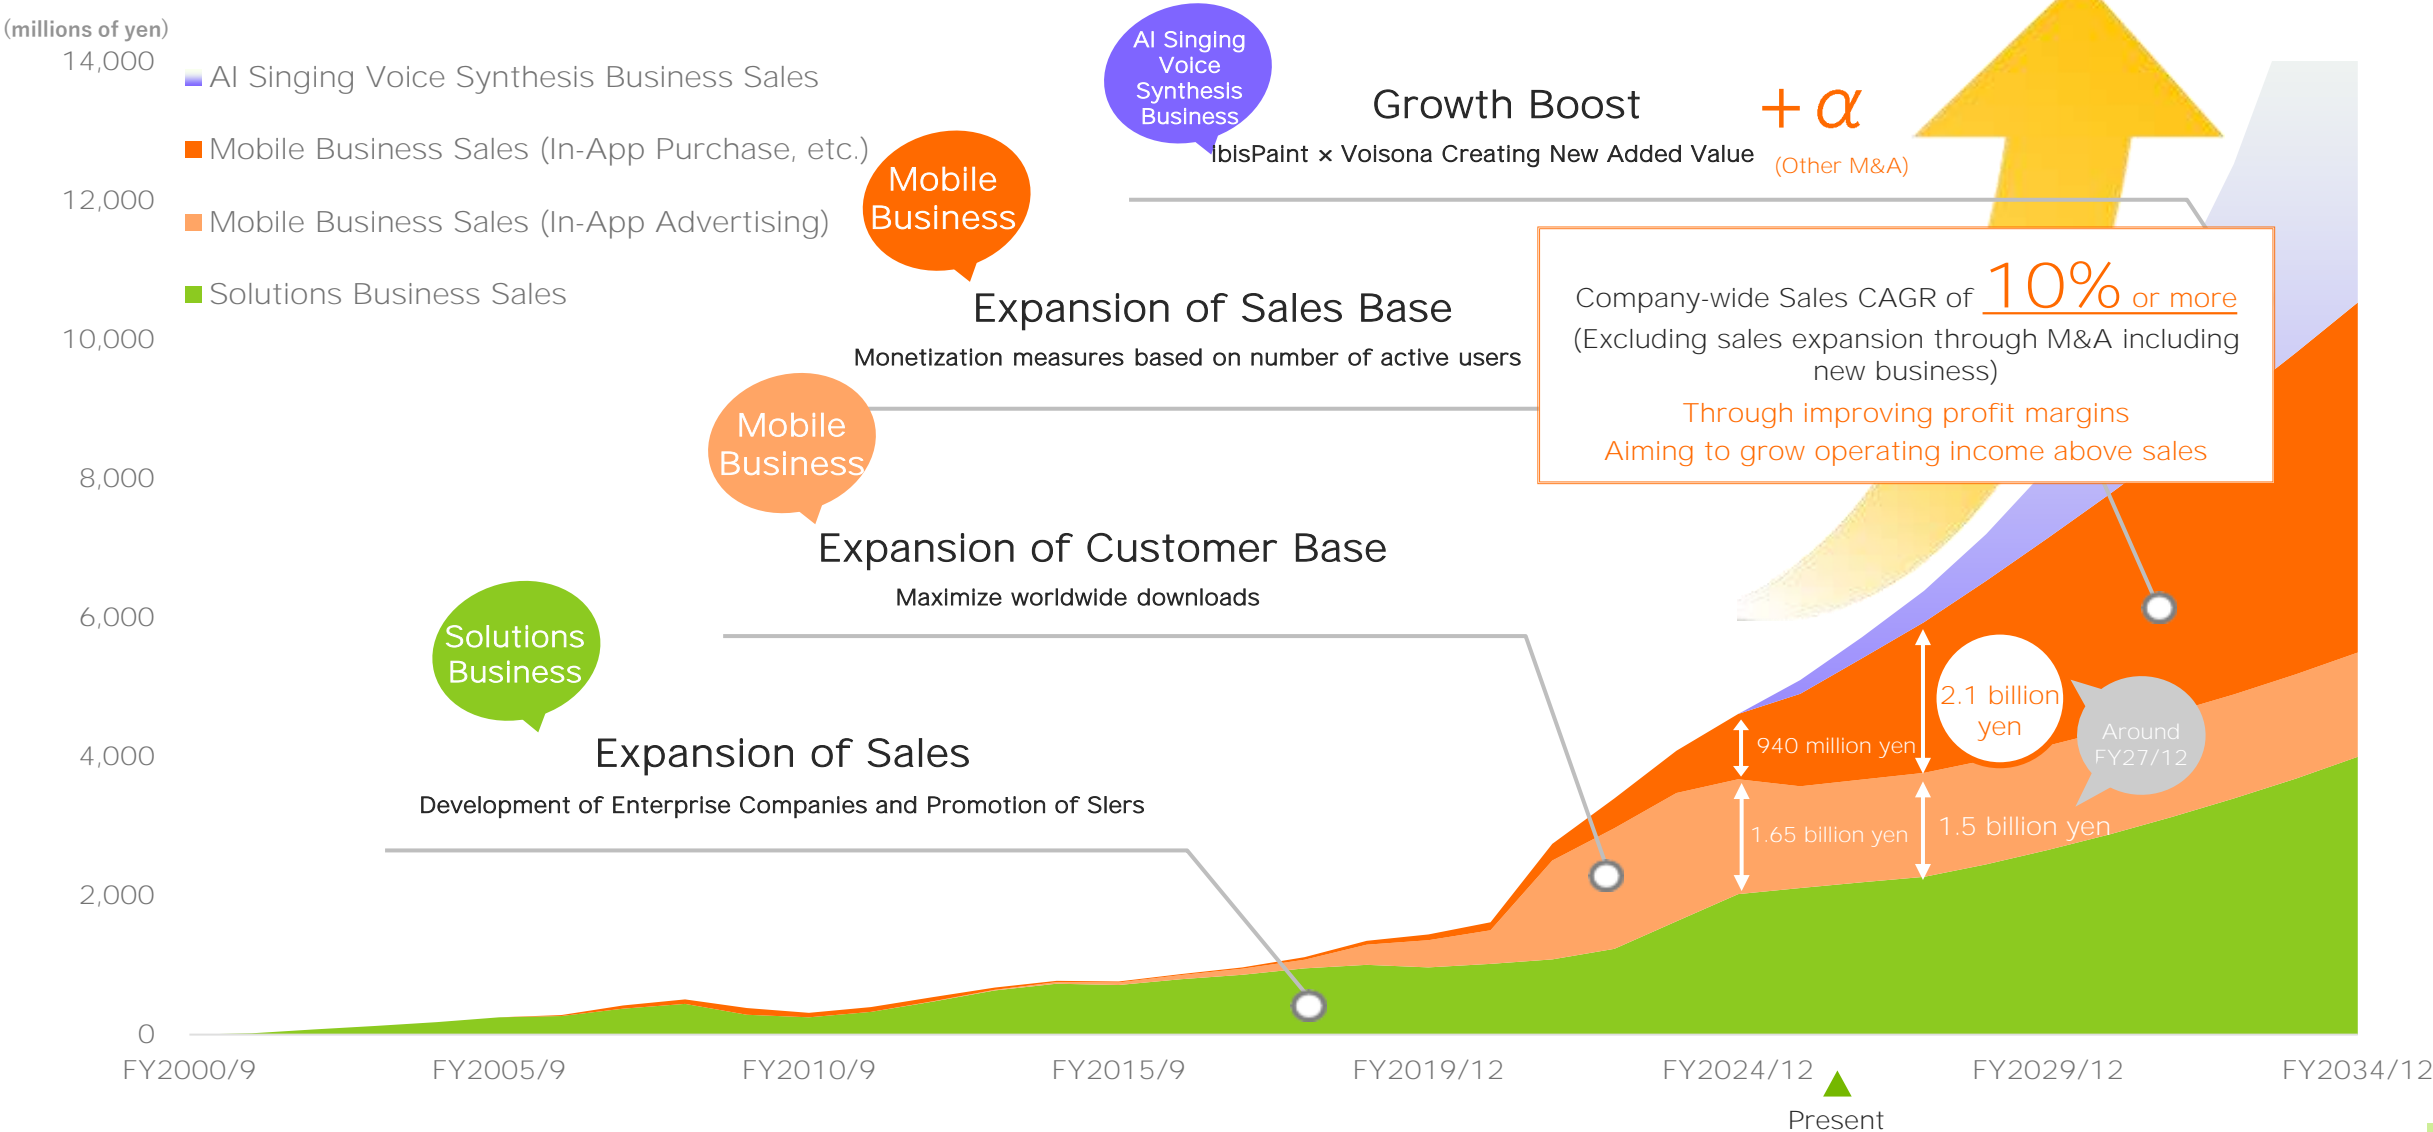 (millions of yen)
14,000
12,000
10,000
8,000
6,000
4,000
2,000
0
AI Singing Voice Synthesis Business Sales
Mobile Business Sales (In-App Purchase, etc.)
Mobile Business Sales (In-App Advertising)
Solutions Business Sales
AI Singing
Voice
Synthesis
Business
Growth Boost
+α
ibisPaint × Voisona Creating New Added Value
(Other M&A)
Mobile
Business
Expansion of Sales Base
Monetization measures based on number of active users
Company-wide Sales CAGR of 10% or more
(Excluding sales expansion through M&A including
new business)
Through improving profit margins
Aiming to grow operating income above sales
Mobile
Business
Expansion of Customer Base
Maximize worldwide downloads
Solutions
Business
Expansion of Sales
Development of Enterprise Companies and Promotion of SIers
940 million yen
1.65 billion yen
2.1 billion
yen
1.5 billion yen
Around
FY27/12
FY2000/9
FY2005/9
FY2010/9
FY2015/9
FY2019/12
FY2024/12
FY2029/12
FY2034/12
Present